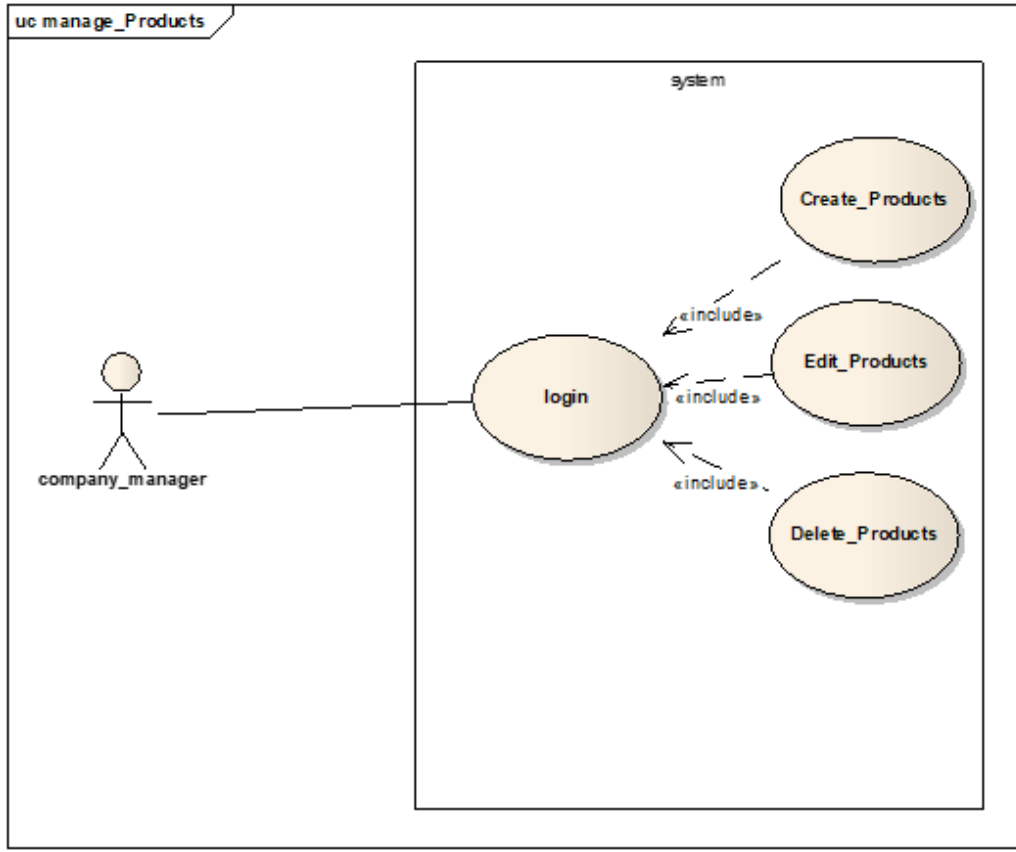 uc manage_Products
system
Create_Products
«include»
Edit_Products
login
«include»
company_manager
«include»
Delete_Products